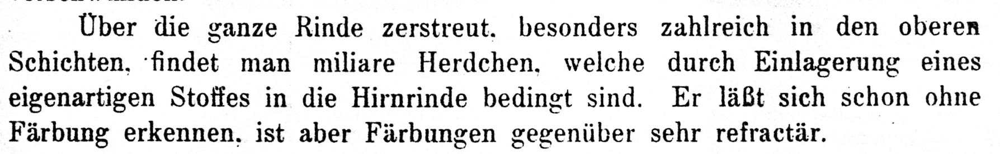 Über die ganze Rinde zerstreut, besonders zahlreich in den oberen
Schichten, findet man miliare Herdchen, welche durch Einlagerung eines
eigenartigen Stoffes in die Hirnrinde bedingt sind. Er läßt sich schon ohne
Färbung erkennen, ist aber Färbungen gegenüber sehr refractär.